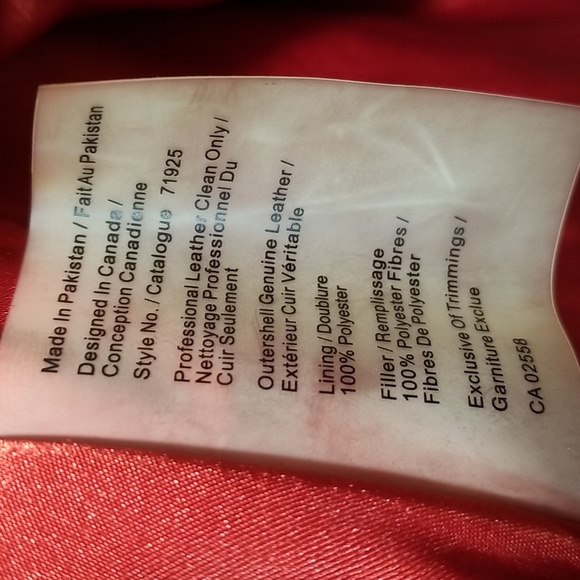 Made In Pakistan / Fait Au Pakistan
Designed In Canada /
Conception Canadienne
Style No. / Catalogue 71925
Professional Leather Clean Only /
Nettoyage Professionnel Du
Cuir Seulement
Outershell Genuine Leather /
Extérieur Cuir Véritable
Lining / Doublure
100% Polyester
Filler / Remplissage
100% Polyester Fibres /
Fibres De Polyester
Exclusive Of Trimmings /
Garniture Exclue
CA 02558